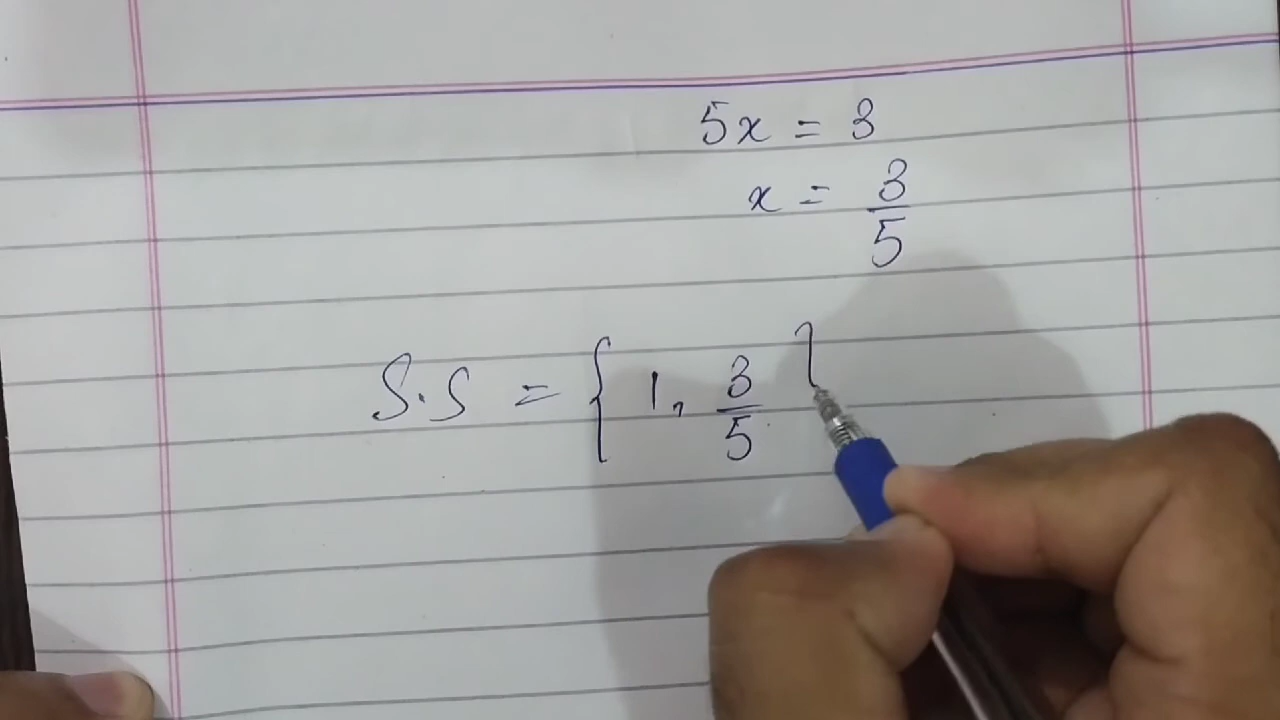 5x = 3
x = 3/5
S.S = { 1, 3/5 }